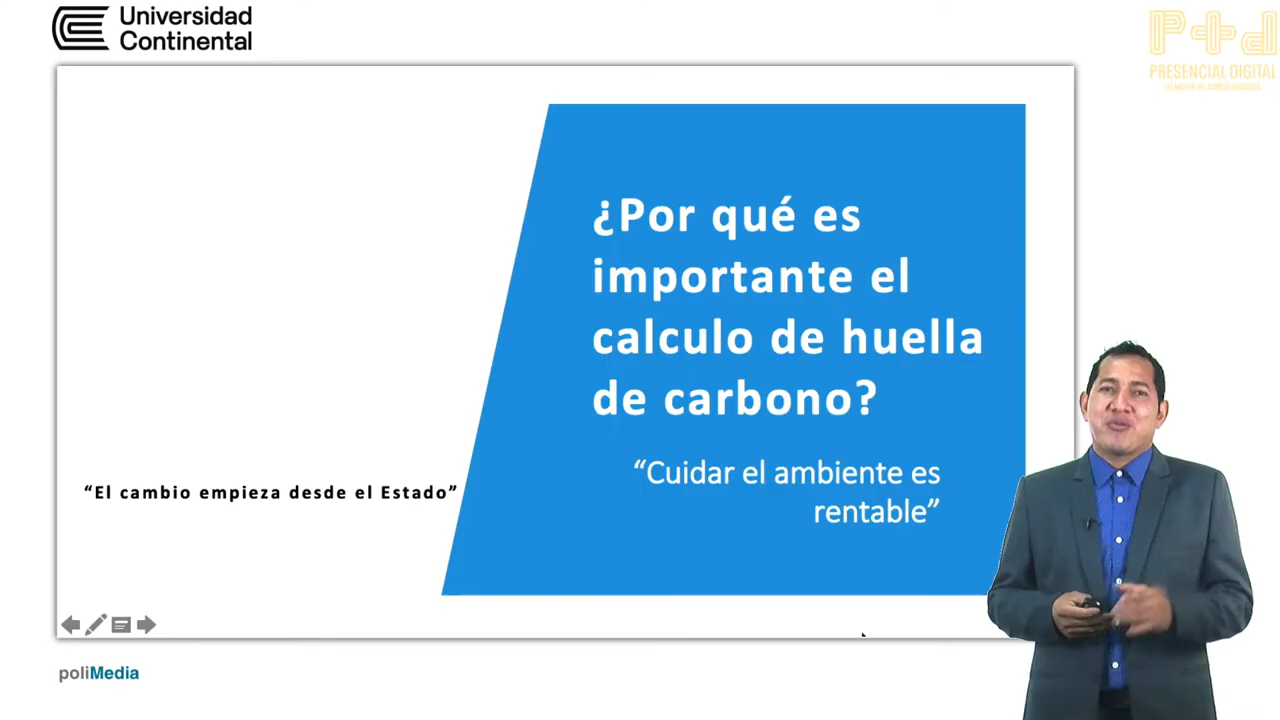 Universidad
Continental
P+d
PRESENCIAL DIGITAL
¿Por qué es
importante el
calculo de huella
de carbono?
“Cuidar el ambiente es
rentable”
“El cambio empieza desde el Estado”
poliMedia